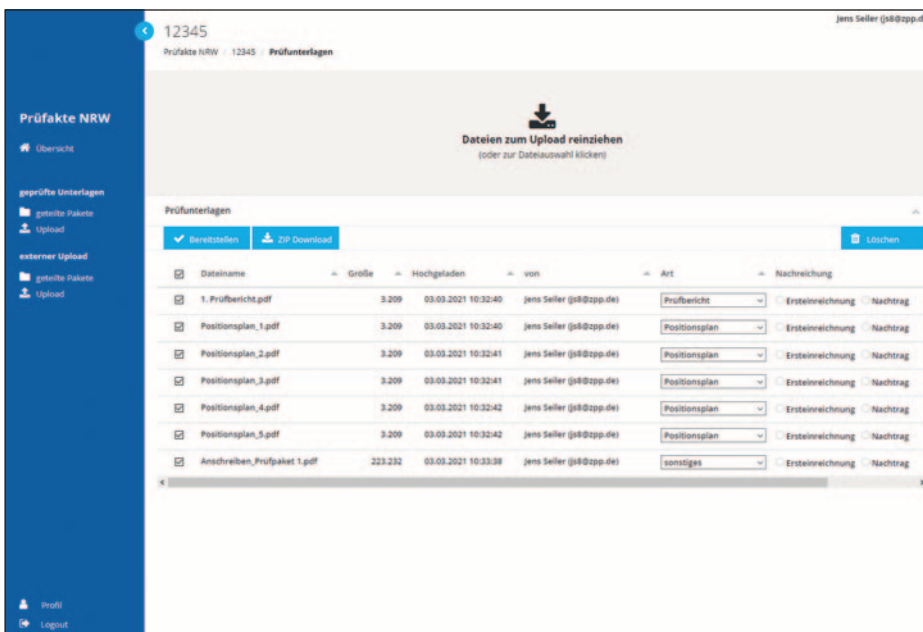 12345
Jens Seiler (js8@zpp.d
Prüfakte NRW / 12345 / Prüfunterlagen
Prüfakte NRW
Übersicht
geprüfte Unterlagen
geteilte Pakete
Upload
externer Upload
geteilte Pakete
Upload
Profil
Logout
Dateien zum Upload reinziehen
(oder zur Dateiauswahl klicken)
Prüfunterlagen
Bereitstellen ZIP Download Löschen
Dateiname Größe Hochgeladen von Art Nachreichung
1. Prüfbericht.pdf 3.209 03.03.2021 10:32:40 Jens Seiler (js8@zpp.de) Prüfbericht Ersteinreichung Nachtrag
Positionsplan_1.pdf 3.209 03.03.2021 10:32:40 Jens Seiler (js8@zpp.de) Positionsplan Ersteinreichung Nachtrag
Positionsplan_2.pdf 3.209 03.03.2021 10:32:41 Jens Seiler (js8@zpp.de) Positionsplan Ersteinreichung Nachtrag
Positionsplan_3.pdf 3.209 03.03.2021 10:32:41 Jens Seiler (js8@zpp.de) Positionsplan Ersteinreichung Nachtrag
Positionsplan_4.pdf 3.209 03.03.2021 10:32:42 Jens Seiler (js8@zpp.de) Positionsplan Ersteinreichung Nachtrag
Positionsplan_5.pdf 3.209 03.03.2021 10:32:42 Jens Seiler (js8@zpp.de) Positionsplan Ersteinreichung Nachtrag
Anschreiben_Prüfpaket 1.pdf 223.232 03.03.2021 10:33:38 Jens Seiler (js8@zpp.de) sonstiges Ersteinreichung Nachtrag